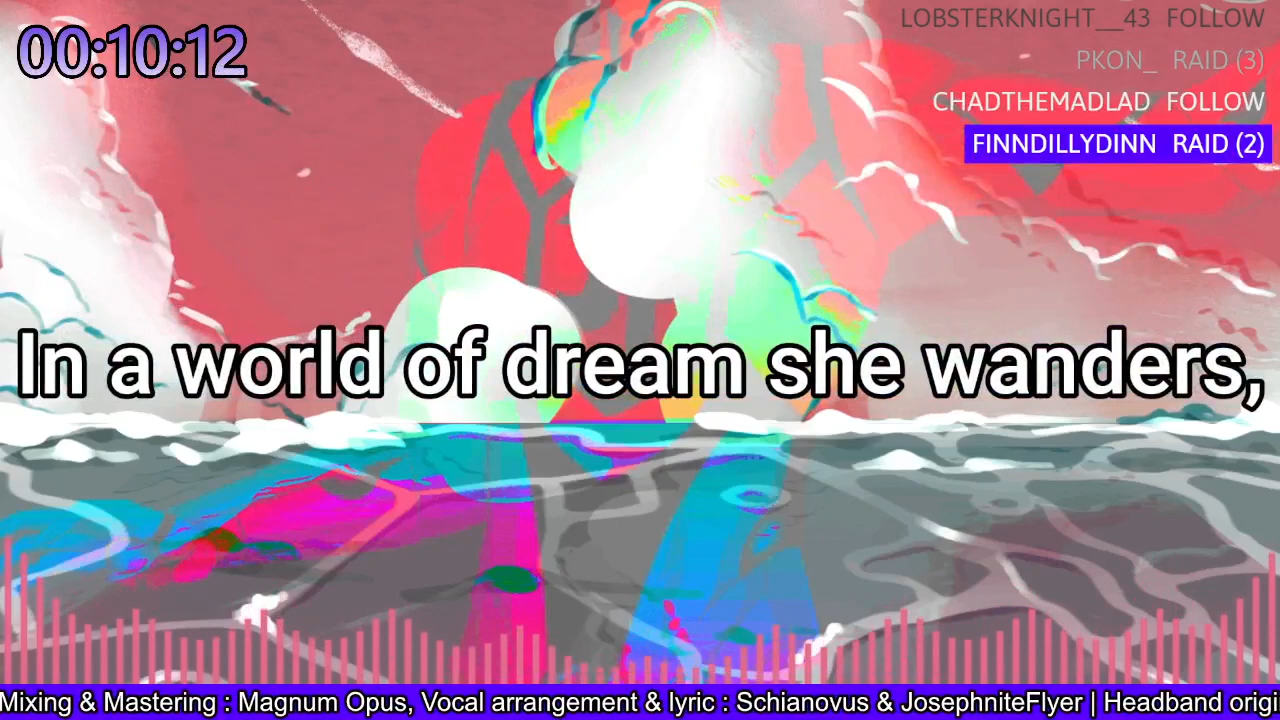 00:10:12
LOBSTERKNIGHT__43 FOLLOW
PKON_ RAID (3)
CHADTHEMADLAD FOLLOW
FINNDILLYDINN RAID (2)
In a world of dream she wanders,
Mixing & Mastering : Magnum Opus, Vocal arrangement & lyric : Schianovus & JosephniteFlyer | Headband origi